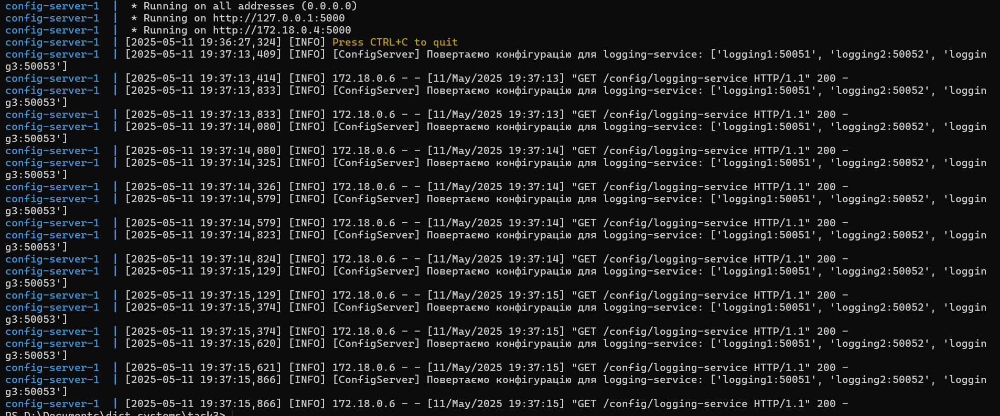 config-server-1  |  * Running on all addresses (0.0.0.0)
config-server-1  |  * Running on http://127.0.0.1:5000
config-server-1  |  * Running on http://172.18.0.4:5000
config-server-1  | [2025-05-11 19:36:27,324] [INFO] Press CTRL+C to quit
config-server-1  | [2025-05-11 19:37:13,409] [INFO] [ConfigServer] Повертаємо конфігурацію для logging-service: ['logging1:50051', 'logging2:50052', 'loggin
g3:50053']
config-server-1  | [2025-05-11 19:37:13,414] [INFO] 172.18.0.6 - - [11/May/2025 19:37:13] "GET /config/logging-service HTTP/1.1" 200 -
config-server-1  | [2025-05-11 19:37:13,833] [INFO] [ConfigServer] Повертаємо конфігурацію для logging-service: ['logging1:50051', 'logging2:50052', 'loggin
g3:50053']
config-server-1  | [2025-05-11 19:37:13,833] [INFO] 172.18.0.6 - - [11/May/2025 19:37:13] "GET /config/logging-service HTTP/1.1" 200 -
config-server-1  | [2025-05-11 19:37:14,080] [INFO] [ConfigServer] Повертаємо конфігурацію для logging-service: ['logging1:50051', 'logging2:50052', 'loggin
g3:50053']
config-server-1  | [2025-05-11 19:37:14,080] [INFO] 172.18.0.6 - - [11/May/2025 19:37:14] "GET /config/logging-service HTTP/1.1" 200 -
config-server-1  | [2025-05-11 19:37:14,325] [INFO] [ConfigServer] Повертаємо конфігурацію для logging-service: ['logging1:50051', 'logging2:50052', 'loggin
g3:50053']
config-server-1  | [2025-05-11 19:37:14,326] [INFO] 172.18.0.6 - - [11/May/2025 19:37:14] "GET /config/logging-service HTTP/1.1" 200 -
config-server-1  | [2025-05-11 19:37:14,579] [INFO] [ConfigServer] Повертаємо конфігурацію для logging-service: ['logging1:50051', 'logging2:50052', 'loggin
g3:50053']
config-server-1  | [2025-05-11 19:37:14,579] [INFO] 172.18.0.6 - - [11/May/2025 19:37:14] "GET /config/logging-service HTTP/1.1" 200 -
config-server-1  | [2025-05-11 19:37:14,823] [INFO] [ConfigServer] Повертаємо конфігурацію для logging-service: ['logging1:50051', 'logging2:50052', 'loggin
g3:50053']
config-server-1  | [2025-05-11 19:37:14,824] [INFO] 172.18.0.6 - - [11/May/2025 19:37:14] "GET /config/logging-service HTTP/1.1" 200 -
config-server-1  | [2025-05-11 19:37:15,129] [INFO] [ConfigServer] Повертаємо конфігурацію для logging-service: ['logging1:50051', 'logging2:50052', 'loggin
g3:50053']
config-server-1  | [2025-05-11 19:37:15,129] [INFO] 172.18.0.6 - - [11/May/2025 19:37:15] "GET /config/logging-service HTTP/1.1" 200 -
config-server-1  | [2025-05-11 19:37:15,374] [INFO] [ConfigServer] Повертаємо конфігурацію для logging-service: ['logging1:50051', 'logging2:50052', 'loggin
g3:50053']
config-server-1  | [2025-05-11 19:37:15,374] [INFO] 172.18.0.6 - - [11/May/2025 19:37:15] "GET /config/logging-service HTTP/1.1" 200 -
config-server-1  | [2025-05-11 19:37:15,620] [INFO] [ConfigServer] Повертаємо конфігурацію для logging-service: ['logging1:50051', 'logging2:50052', 'loggin
g3:50053']
config-server-1  | [2025-05-11 19:37:15,621] [INFO] 172.18.0.6 - - [11/May/2025 19:37:15] "GET /config/logging-service HTTP/1.1" 200 -
config-server-1  | [2025-05-11 19:37:15,866] [INFO] [ConfigServer] Повертаємо конфігурацію для logging-service: ['logging1:50051', 'logging2:50052', 'loggin
g3:50053']
config-server-1  | [2025-05-11 19:37:15,866] [INFO] 172.18.0.6 - - [11/May/2025 19:37:15] "GET /config/logging-service HTTP/1.1" 200 -
PS D:\Documents\dist_systems\task3>